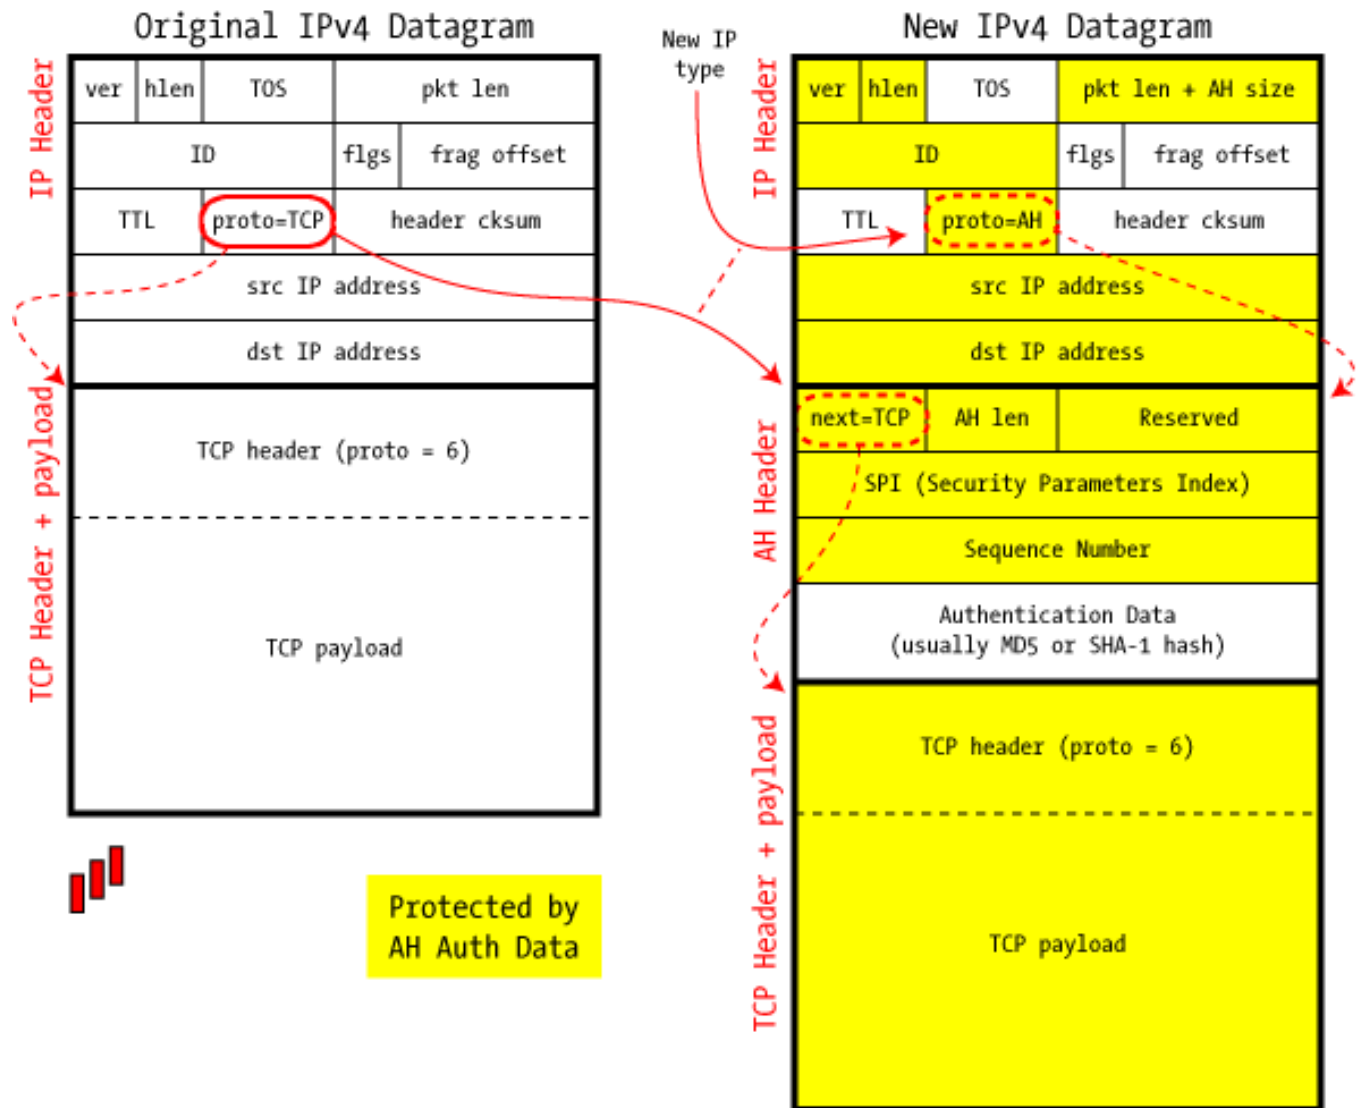 Original IPv4 Datagram
IP Header
ver hlen TOS pkt len
ID flgs frag offset
TTL proto=TCP header cksum
src IP address
dst IP address
TCP Header + payload
TCP header (proto = 6)
TCP payload
Protected by
AH Auth Data
New IP
type
New IPv4 Datagram
IP Header
ver hlen TOS pkt len + AH size
ID flgs frag offset
TTL proto=AH header cksum
src IP address
dst IP address
AH Header
next=TCP AH len Reserved
SPI (Security Parameters Index)
Sequence Number
Authentication Data
(usually MD5 or SHA-1 hash)
TCP Header + payload
TCP header (proto = 6)
TCP payload